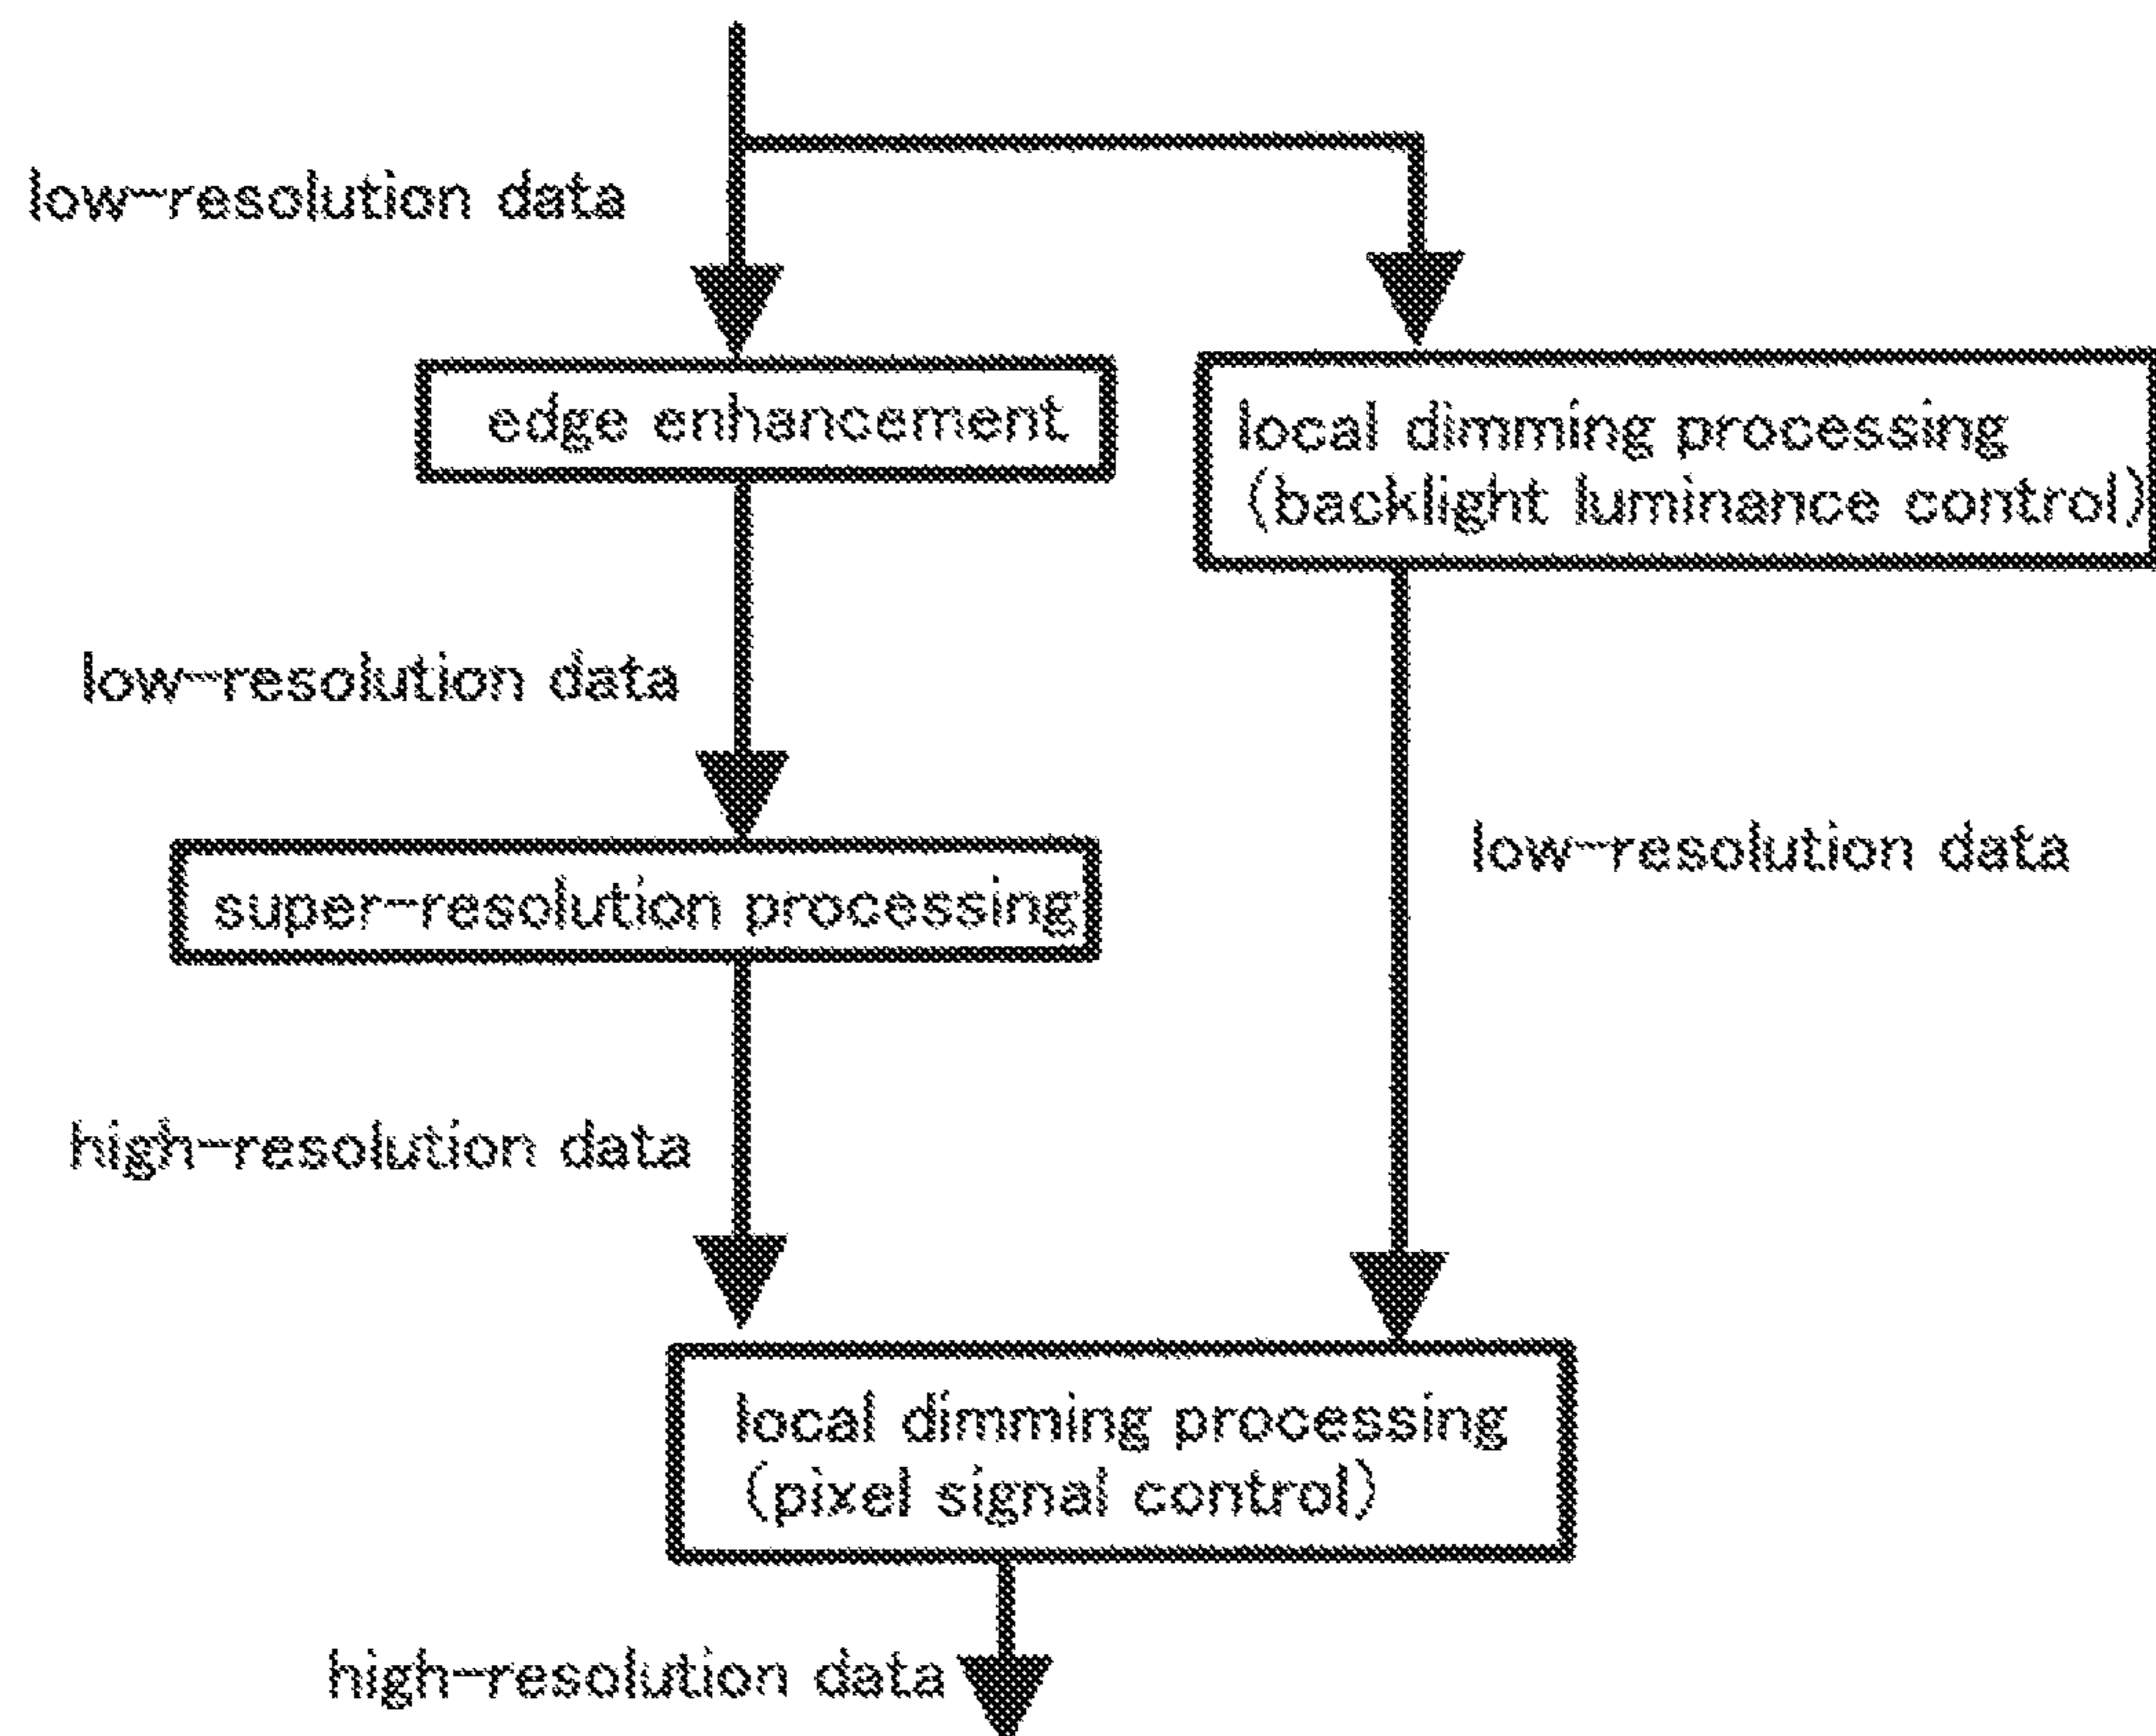 low-resolution data
edge enhancement
local dimming processing
(backlight luminance control)
low-resolution data
low-resolution data
super-resolution processing
high-resolution data
local dimming processing
(pixel signal control)
high-resolution data